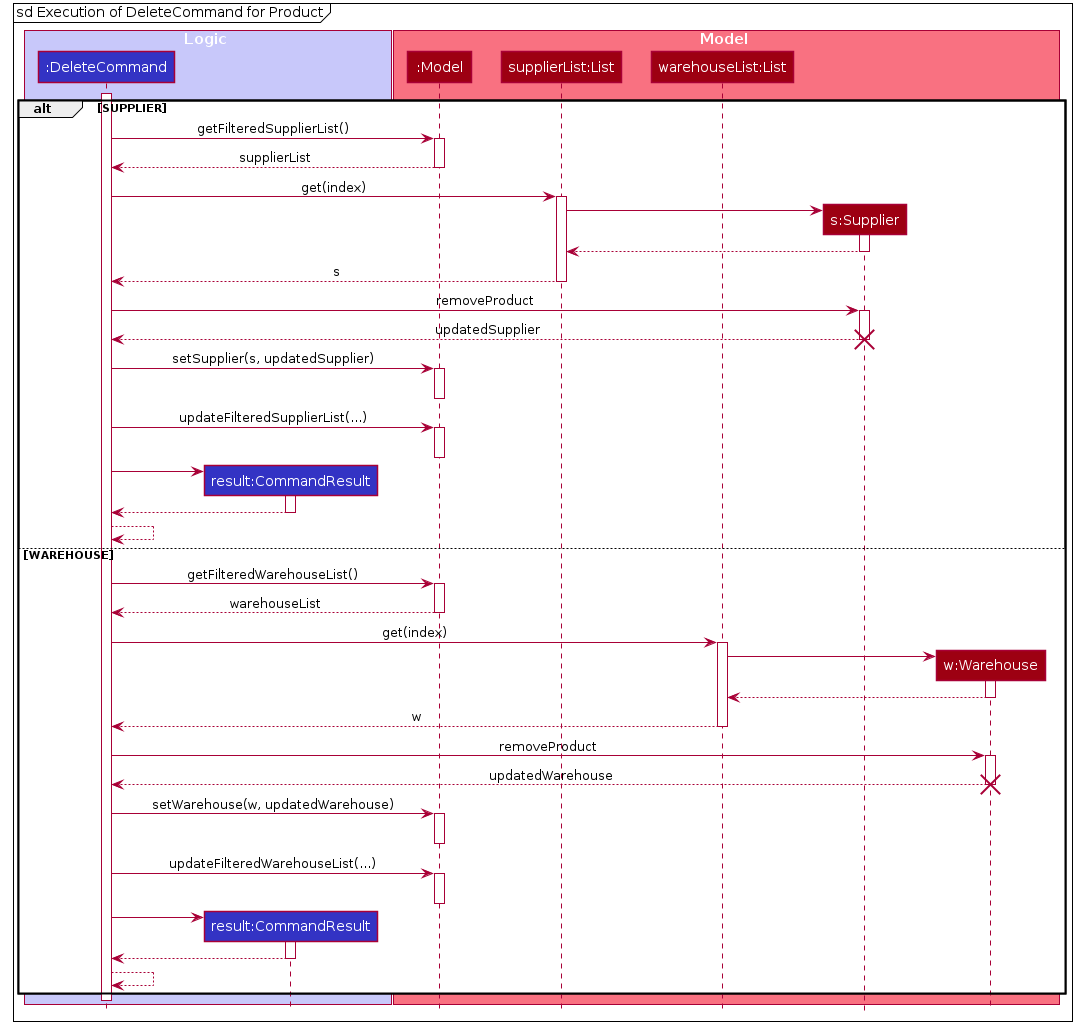 sd Execution of DeleteCommand for Product
Logic
Model
:DeleteCommand
:Model
supplierList:List
warehouseList:List
alt
[SUPPLIER]
getFilteredSupplierList()
supplierList
get(index)
s:Supplier
s
removeProduct
updatedSupplier
setSupplier(s, updatedSupplier)
updateFilteredSupplierList(...)
result:CommandResult
[WAREHOUSE]
getFilteredWarehouseList()
warehouseList
get(index)
w:Warehouse
w
removeProduct
updatedWarehouse
setWarehouse(w, updatedWarehouse)
updateFilteredWarehouseList(...)
result:CommandResult